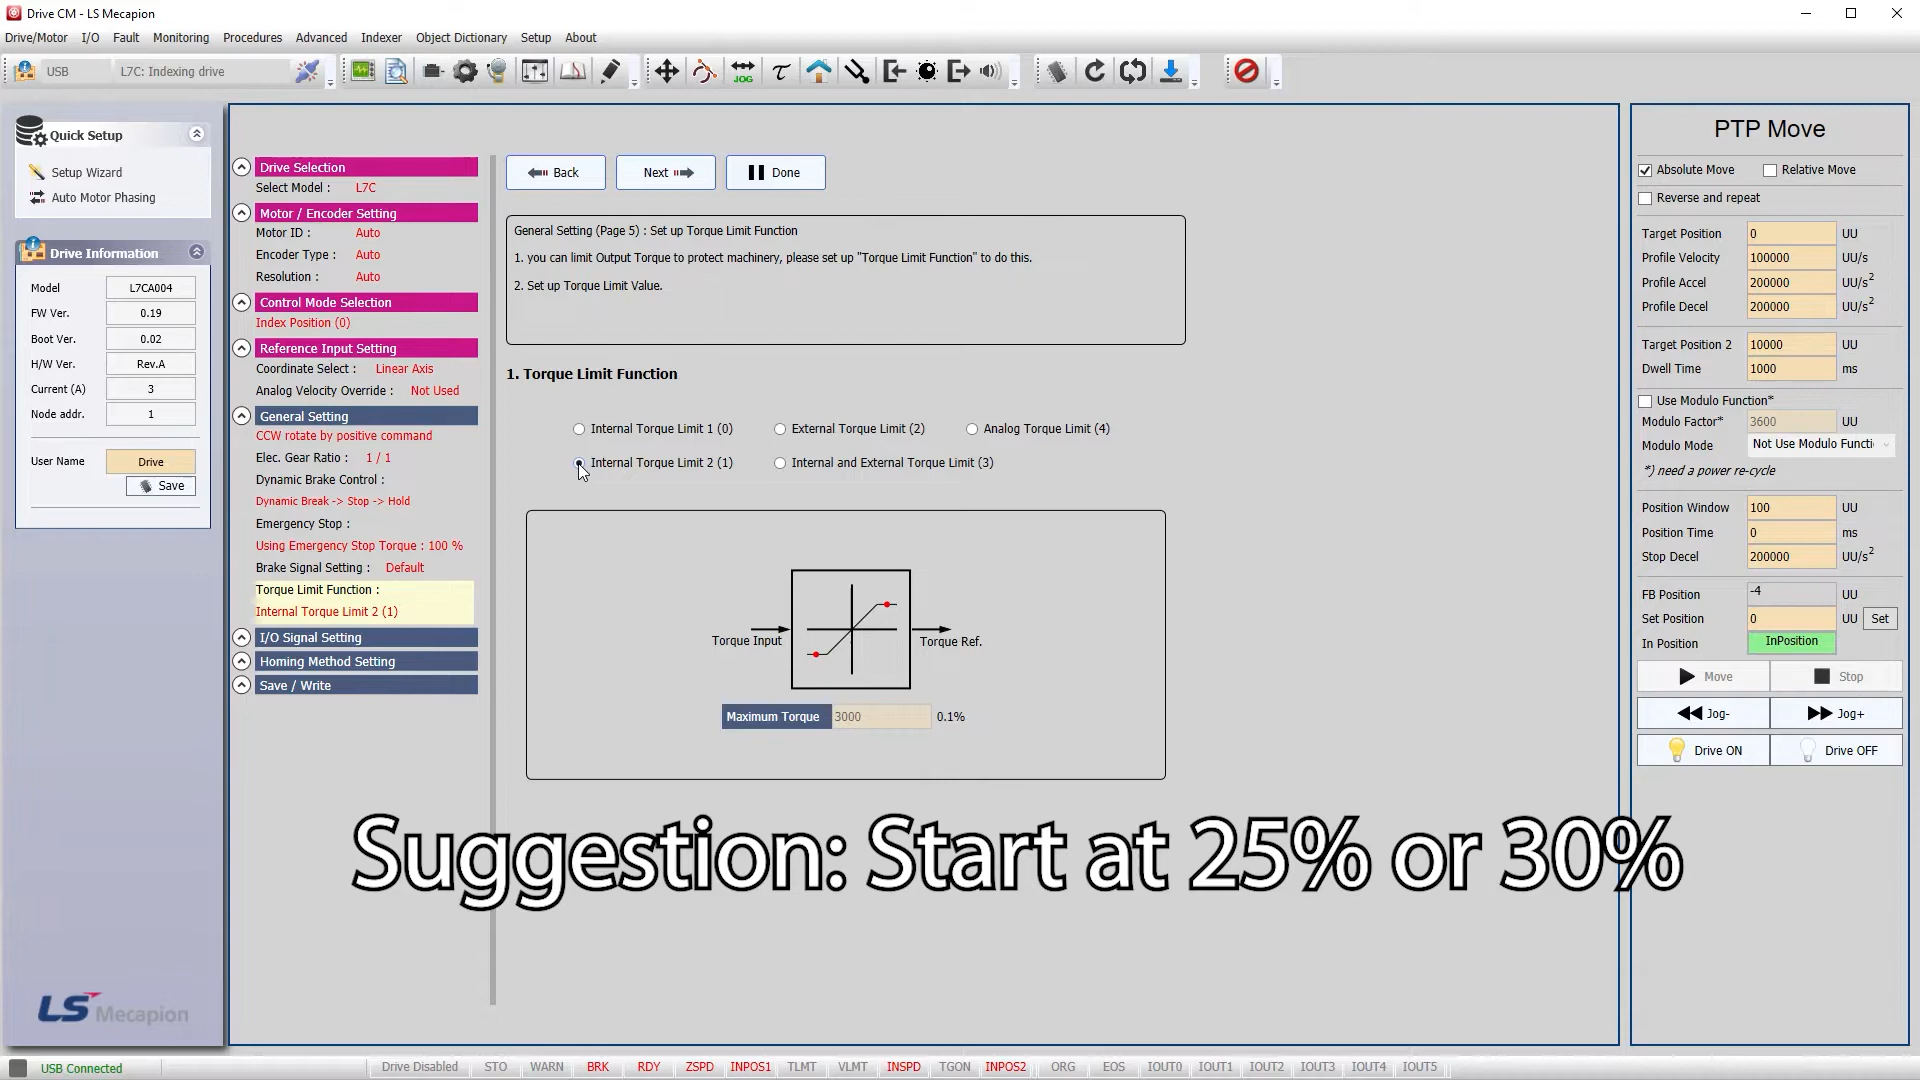 Drive CM - LS Mecapion
Drive/Motor I/O Fault Monitoring Procedures Advanced Indexer Object Dictionary Setup About
USB L7C: Indexing drive JOG
Quick Setup
Setup Wizard
Auto Motor Phasing
Drive Information
Model L7CA004
FW Ver. 0.19
Boot Ver. 0.02
H/W Ver. Rev.A
Current (A) 3
Node addr. 1
User Name Drive
Save
LS Mecapion
Drive Selection
Select Model : L7C
Motor / Encoder Setting
Motor ID : Auto
Encoder Type : Auto
Resolution : Auto
Control Mode Selection
Index Position (0)
Reference Input Setting
Coordinate Select : Linear Axis
Analog Velocity Override : Not Used
General Setting
CCW rotate by positive command
Elec. Gear Ratio : 1 / 1
Dynamic Brake Control :
Dynamic Break -> Stop -> Hold
Emergency Stop :
Using Emergency Stop Torque : 100 %
Brake Signal Setting : Default
Torque Limit Function :
Internal Torque Limit 2 (1)
I/O Signal Setting
Homing Method Setting
Save / Write
Back Next Done
General Setting (Page 5) : Set up Torque Limit Function
1. you can limit Output Torque to protect machinery, please set up "Torque Limit Function" to do this.
2. Set up Torque Limit Value.
1. Torque Limit Function
Internal Torque Limit 1 (0) External Torque Limit (2) Analog Torque Limit (4)
Internal Torque Limit 2 (1) Internal and External Torque Limit (3)
Torque Input Torque Ref.
Maximum Torque 3000 0.1%
Suggestion: Start at 25% or 30%
PTP Move
Absolute Move Relative Move
Reverse and repeat
Target Position 0 UU
Profile Velocity 100000 UU/s
Profile Accel 200000 UU/s2
Profile Decel 200000 UU/s2
Target Position 2 10000 UU
Dwell Time 1000 ms
Use Modulo Function*
Modulo Factor* 3600 UU
Modulo Mode Not Use Modulo Functi
*) need a power re-cycle
Position Window 100 UU
Position Time 0 ms
Stop Decel 200000 UU/s2
FB Position -4 UU
Set Position 0 UU Set
In Position InPosition
Move Stop
Jog- Jog+
Drive ON Drive OFF
USB Connected Drive Disabled STO WARN BRK RDY ZSPD INPOS1 TLMT VLMT INSPD TGON INPOS2 ORG EOS IOUT0 IOUT1 IOUT2 IOUT3 IOUT4 IOUT5